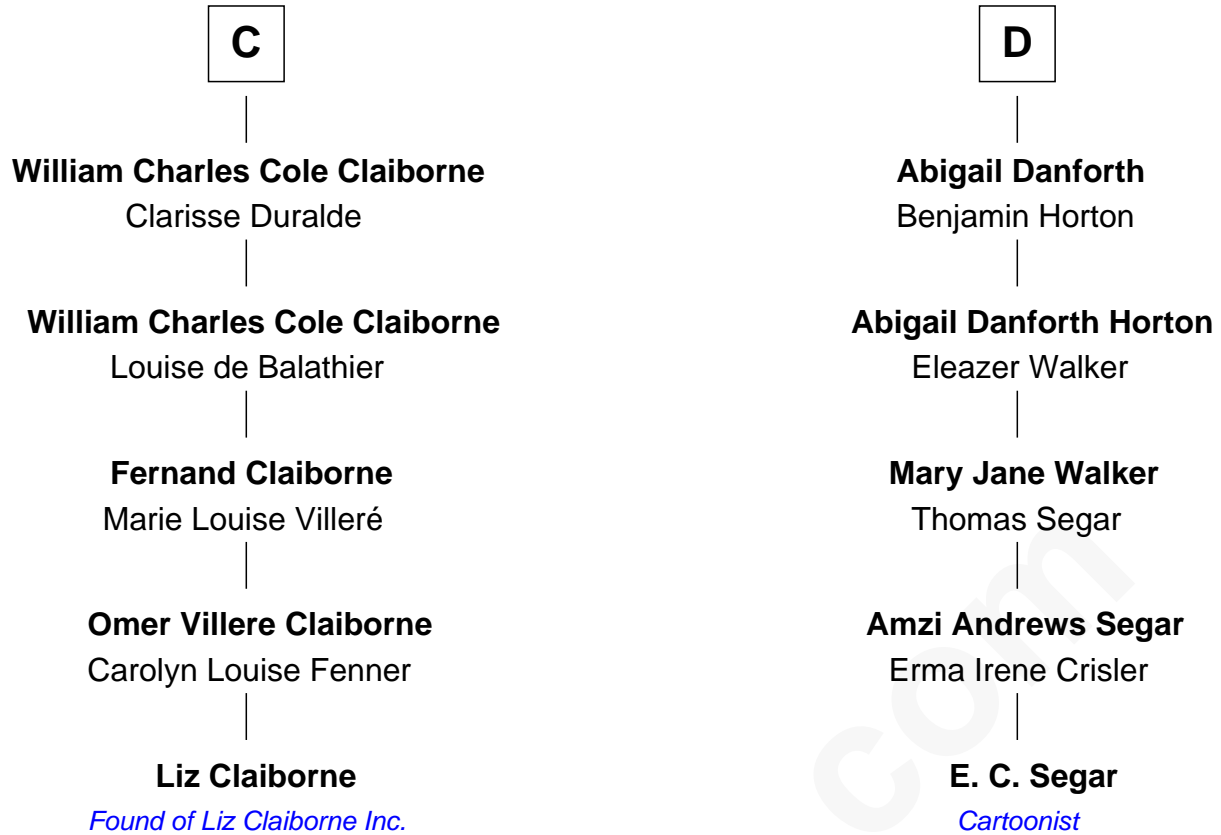 C
William Charles Cole Claiborne
Clarisse Duralde
William Charles Cole Claiborne
Louise de Balathier
Fernand Claiborne
Marie Louise Villeré
Omer Villere Claiborne
Carolyn Louise Fenner
Liz Claiborne
Found of Liz Claiborne Inc.
D
Abigail Danforth
Benjamin Horton
Abigail Danforth Horton
Eleazer Walker
Mary Jane Walker
Thomas Segar
Amzi Andrews Segar
Erma Irene Crisler
E. C. Segar
Cartoonist
com